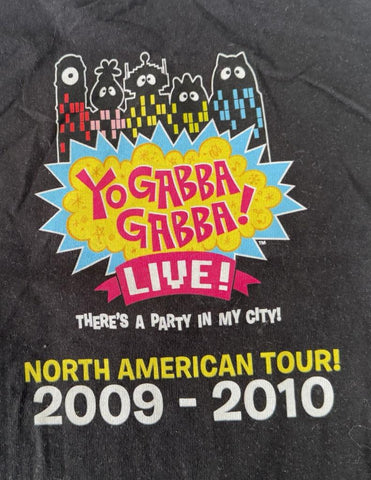 YO GABBA
GABBA!
™
LIVE!
THERE'S A PARTY IN MY CITY!
NORTH AMERICAN TOUR!
2009 - 2010